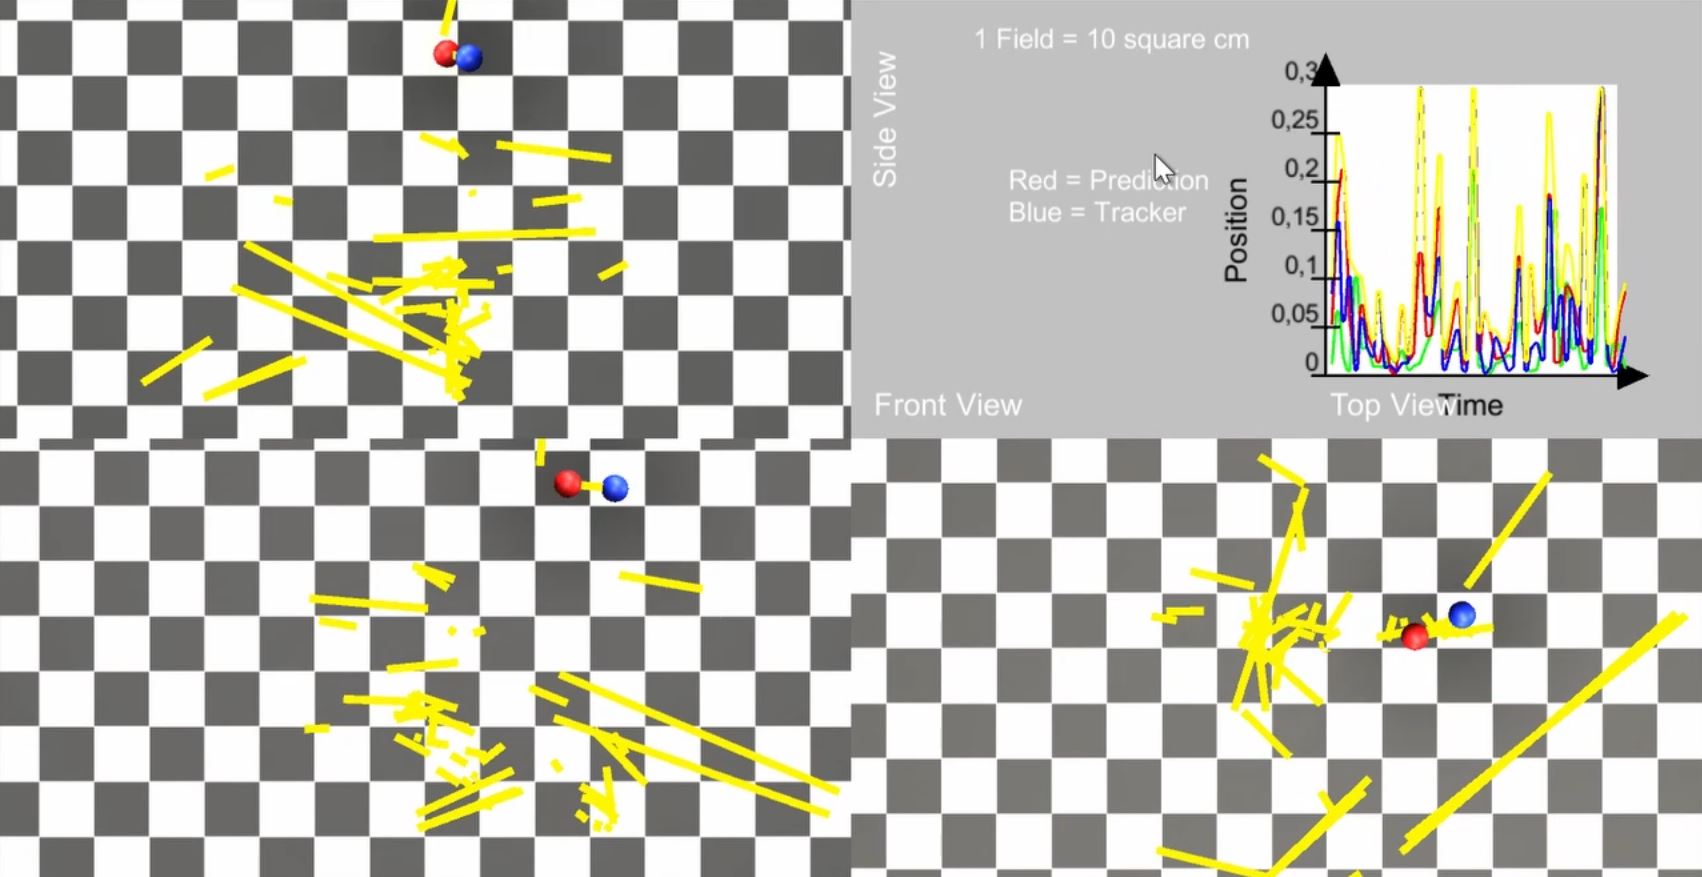 1 Field = 10 square cm
Side View
Red = Prediction
Blue = Tracker
Position
0,3
0,25
0,2
0,15
0,1
0,05
0
Front View
Top View
Time